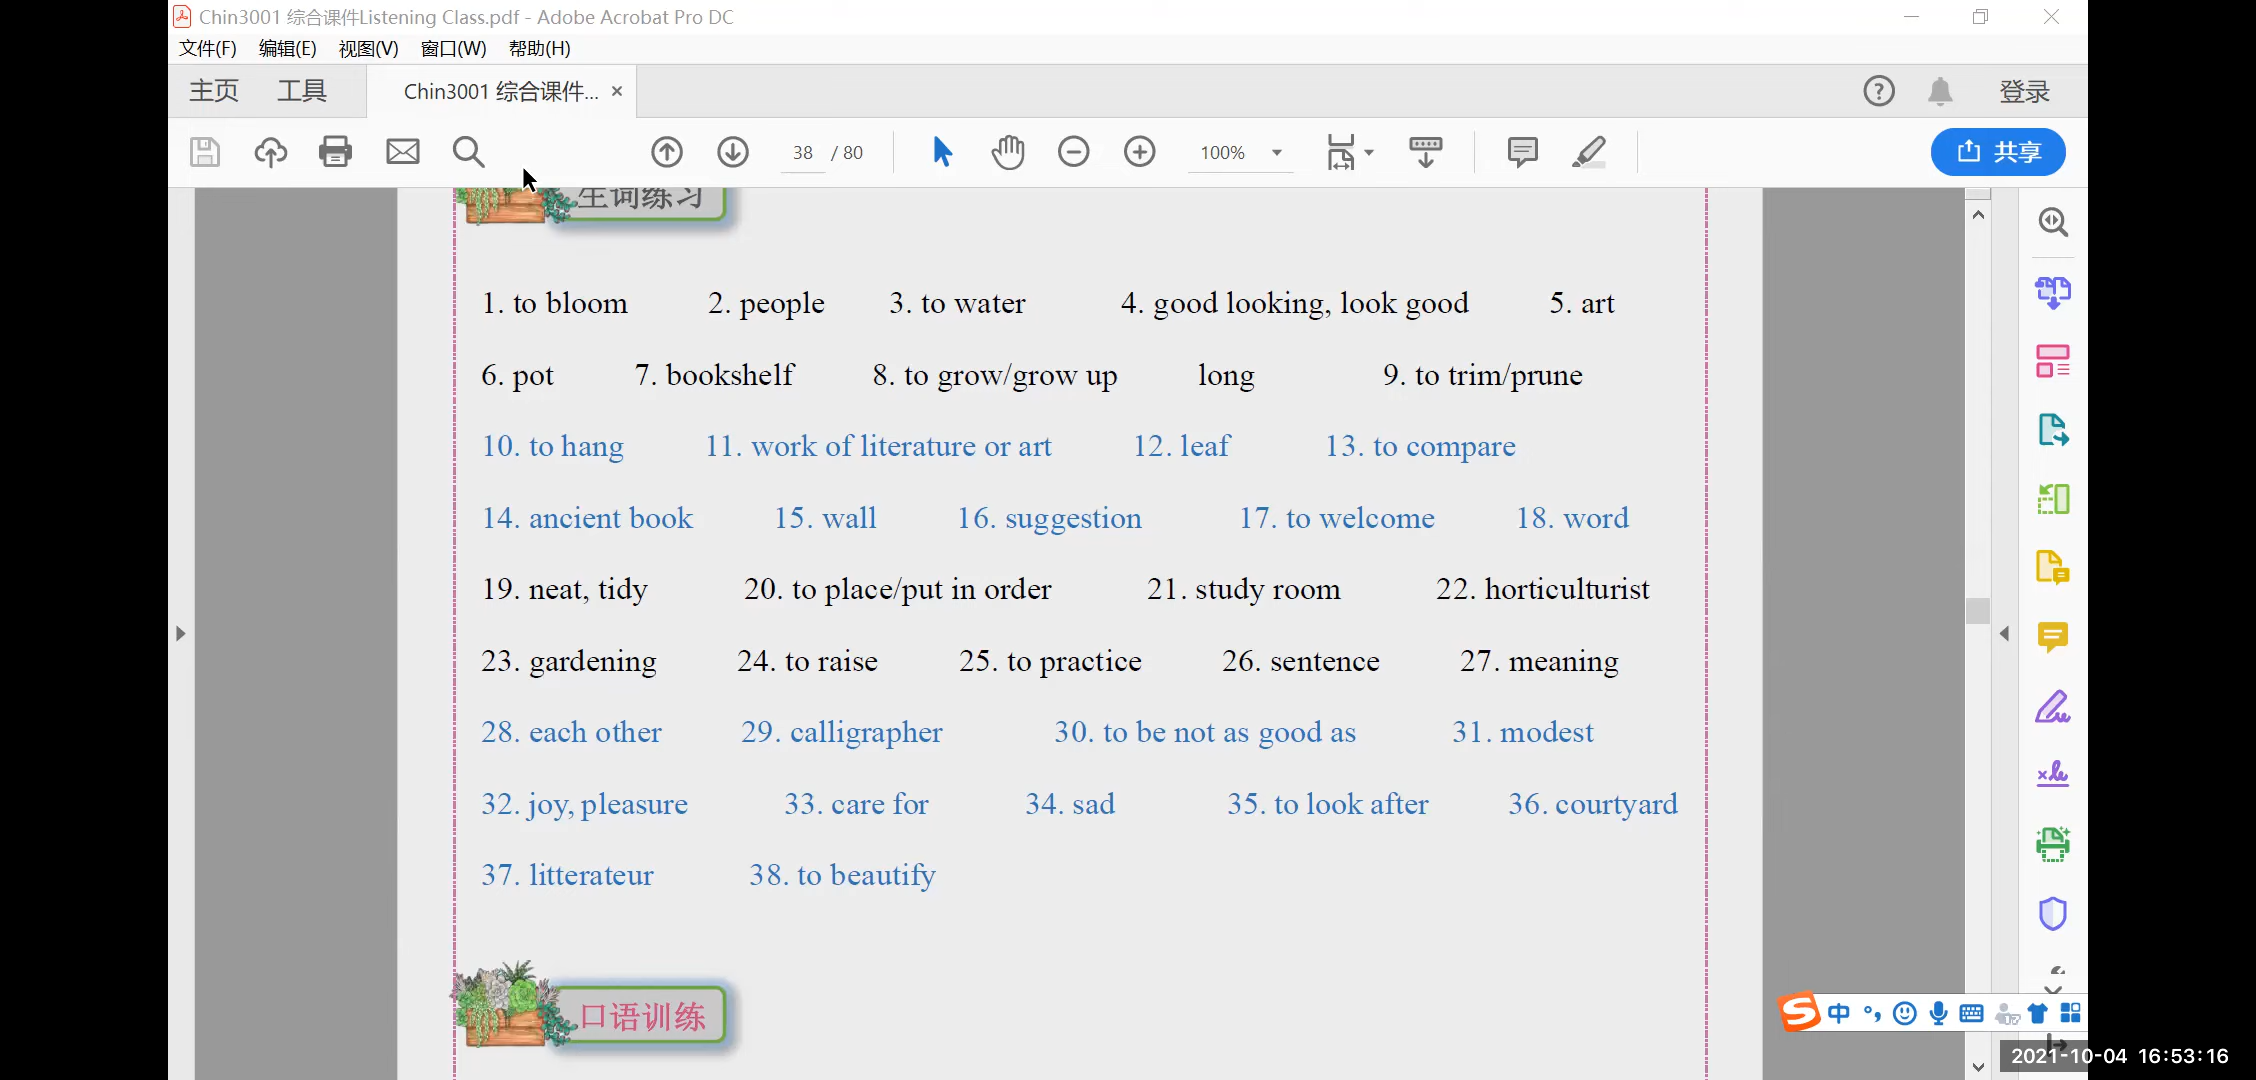 Chin3001 综合课件Listening Class.pdf - Adobe Acrobat Pro DC
文件(F) 编辑(E) 视图(V) 窗口(W) 帮助(H)
主页 工具 Chin3001 综合课件... × 登录
38 / 80 100% 共享
生词练习
1. to bloom 2. people 3. to water 4. good looking, look good 5. art
6. pot 7. bookshelf 8. to grow/grow up long 9. to trim/prune
10. to hang 11. work of literature or art 12. leaf 13. to compare
14. ancient book 15. wall 16. suggestion 17. to welcome 18. word
19. neat, tidy 20. to place/put in order 21. study room 22. horticulturist
23. gardening 24. to raise 25. to practice 26. sentence 27. meaning
28. each other 29. calligrapher 30. to be not as good as 31. modest
32. joy, pleasure 33. care for 34. sad 35. to look after 36. courtyard
37. litterateur 38. to beautify
口语训练
中
2021-10-04 16:53:16